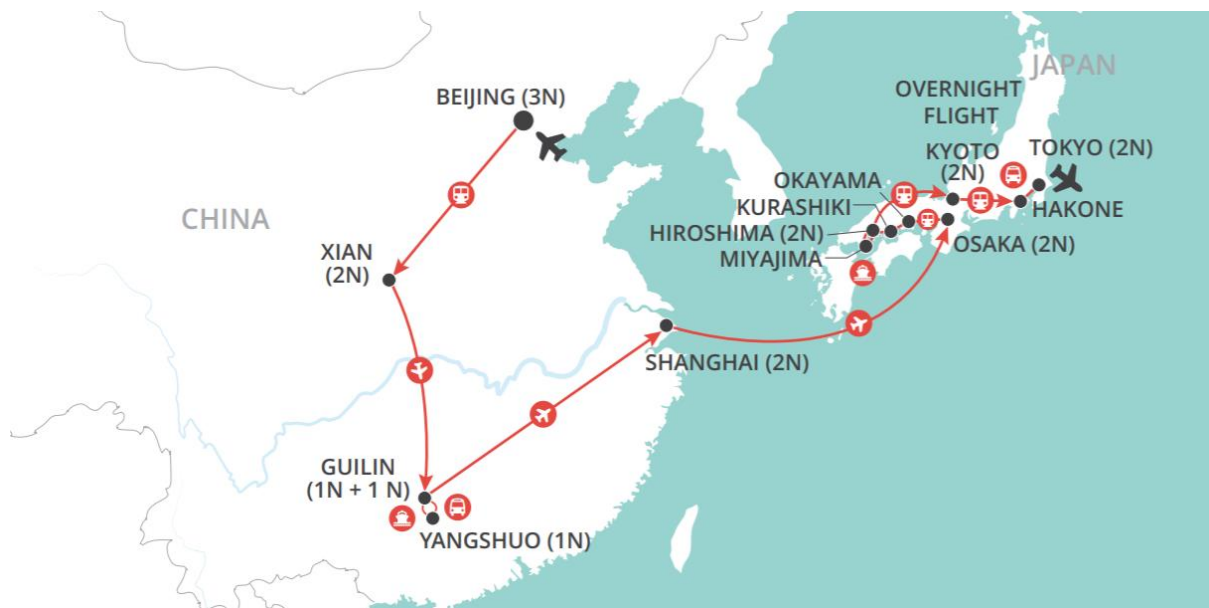 JAPAN
OVERNIGHT
FLIGHT
BEIJING (3N)
TOKYO (2N)
KYOTO
(2N)
OKAYAMA
KURASHIKI
HAKONE
HIROSHIMA (2N)
OSAKA (2N)
MIYAJIMA
CHINA
XIAN
(2N)
SHANGHAI (2N)
GUILIN
(1N + 1 N)
YANGSHUO (1N)